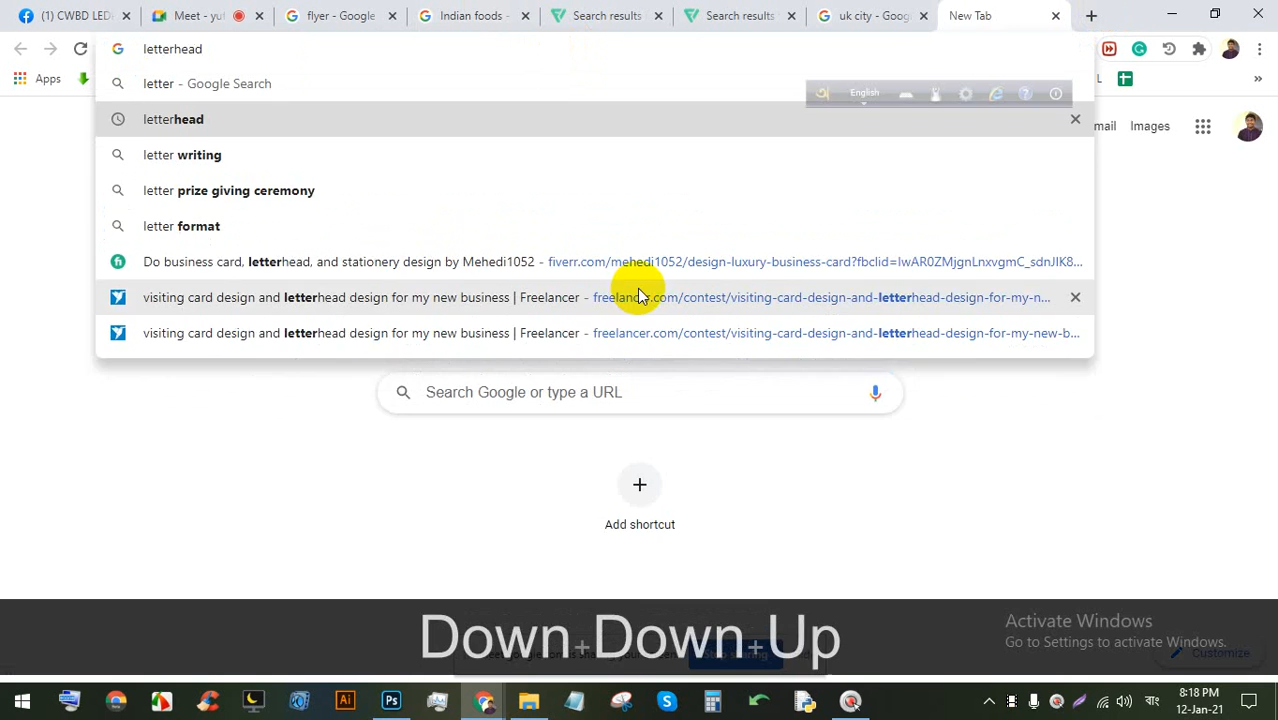 (1) CWBD LED
Meet - yut
flyer - Google
Indian foods -
Search results
Search results
uk city - Goog
New Tab
letterhead
letter - Google Search
Apps
English
letterhead
mail
Images
letter writing
letter prize giving ceremony
letter format
Do business card, letterhead, and stationery design by Mehedi1052 - fiverr.com/mehedi1052/design-luxury-business-card?fbclid=IwAR0ZMjgnLnxvgmC_sdnJIK8...
visiting card design and letterhead design for my new business | Freelancer - freelancer.com/contest/visiting-card-design-and-letterhead-design-for-my-n...
visiting card design and letterhead design for my new business | Freelancer - freelancer.com/contest/visiting-card-design-and-letterhead-design-for-my-new-b...
Search Google or type a URL
Add shortcut
Down+Down+Up
Activate Windows
Go to Settings to activate Windows.
Stop sharing
Customize
বাং
8:18 PM
12-Jan-21